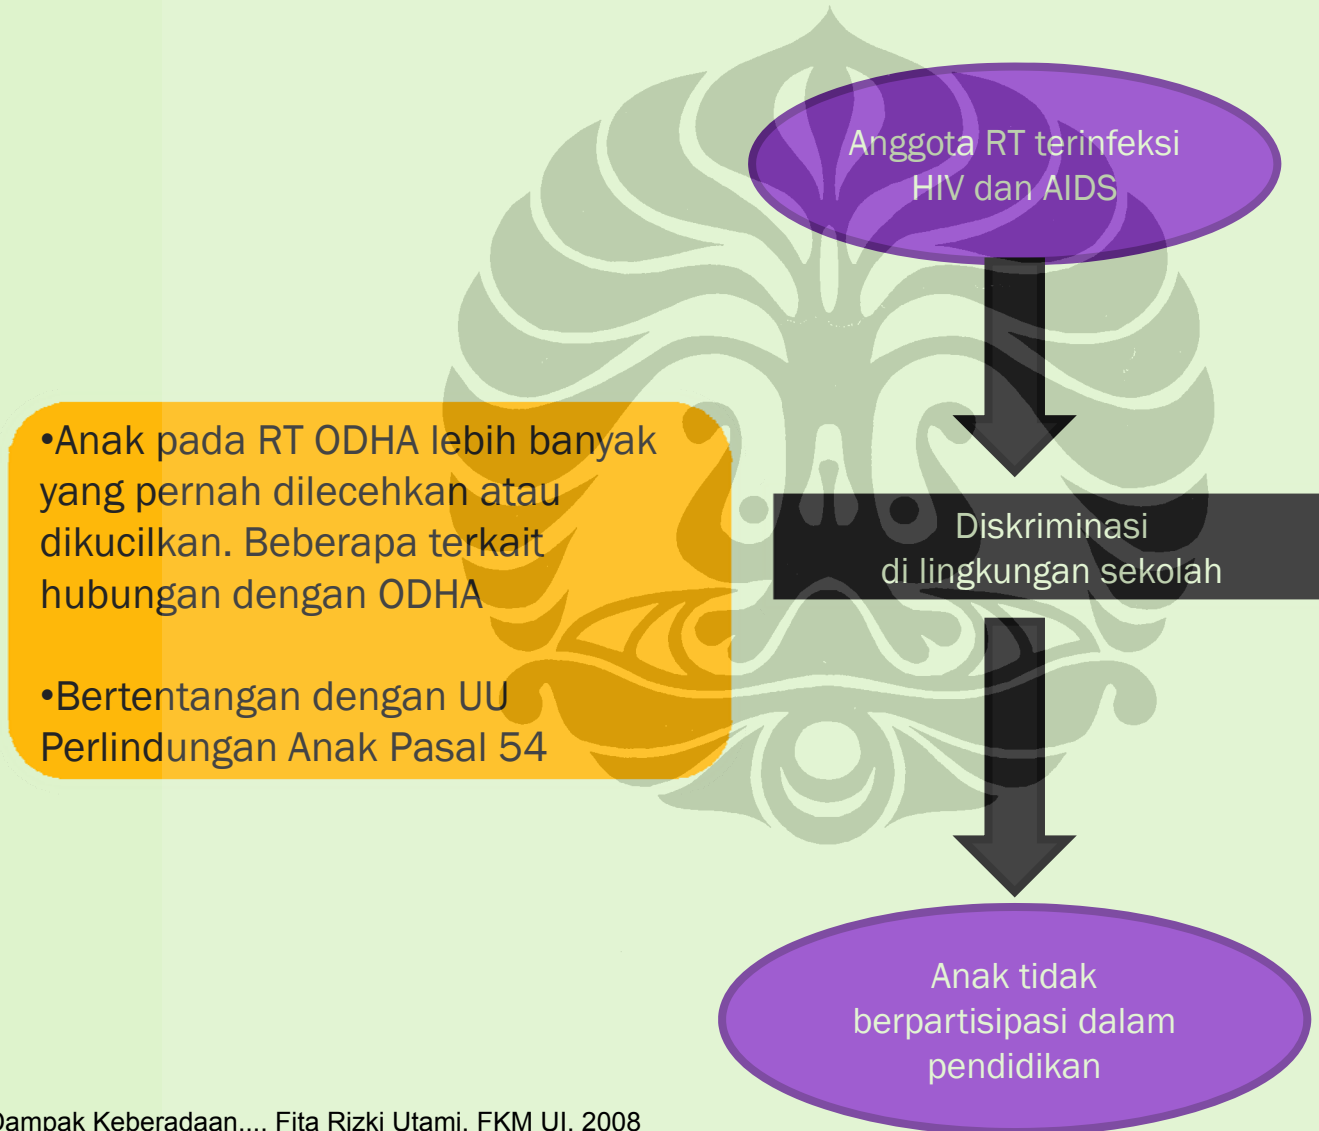 Anggota RT terinfeksi
HIV dan AIDS
•Anak pada RT ODHA lebih banyak
yang pernah dilecehkan atau
dikucilkan. Beberapa terkait
hubungan dengan ODHA
•Bertentangan dengan UU
Perlindungan Anak Pasal 54
Diskriminasi
di lingkungan sekolah
Anak tidak
berpartisipasi dalam
pendidikan
Dampak Keberadaan..., Fita Rizki Utami, FKM UI, 2008